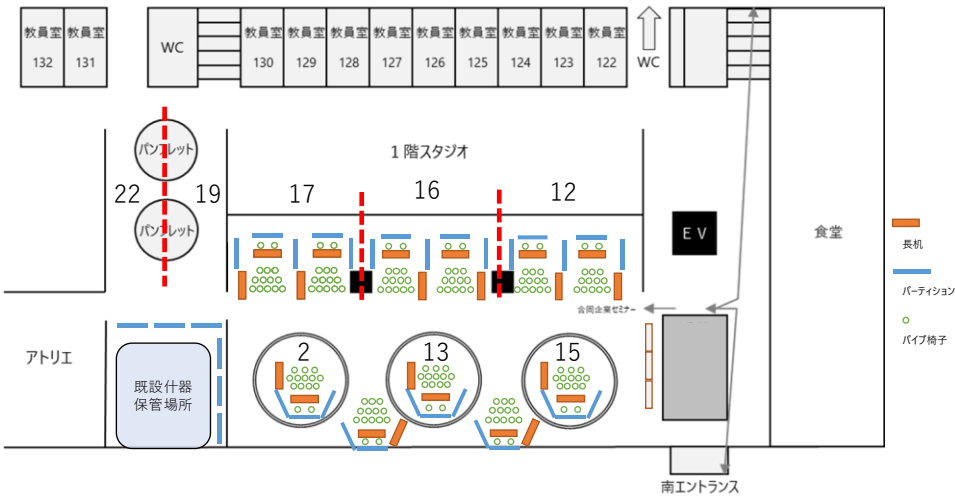 教員室 教員室
132 131
WC
教員室 教員室 教員室 教員室 教員室 教員室 教員室 教員室 教員室
130 129 128 127 126 125 124 123 122
WC
パンフレット
１階スタジオ
22 19
17 16 12
パンフレット
EV
食堂
長机
パーティション
パイプ椅子
合同企業セミナー
アトリエ
既設什器
保管場所
2 13 15
南エントランス